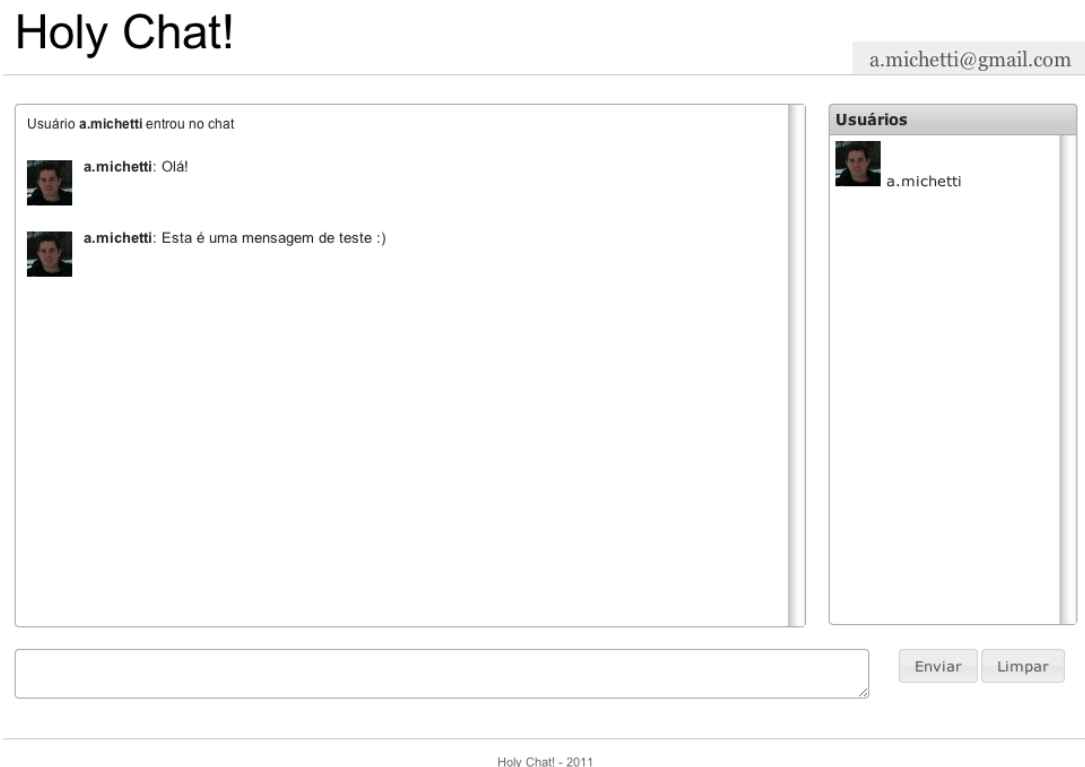 Holy Chat!
a.michetti@gmail.com
Usuário a.michetti entrou no chat
a.michetti: Olá!
a.michetti: Esta é uma mensagem de teste :)
Usuários
a.michetti
Enviar Limpar
Holy Chat! - 2011